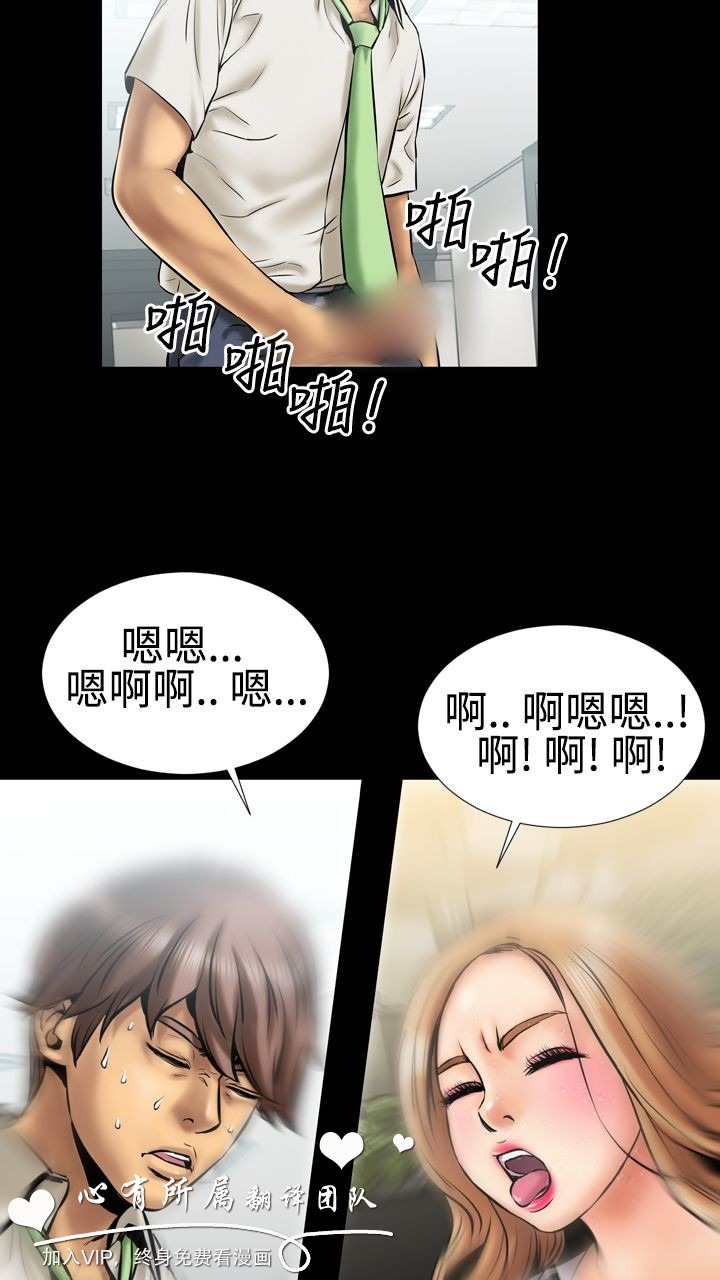 啪
啪!
啪
啪
啪!
嗯嗯...
嗯啊啊.. 嗯...
啊.. 啊嗯嗯..!
啊! 啊! 啊!
心有所属翻译团队
加入VIP，终身免费看漫画